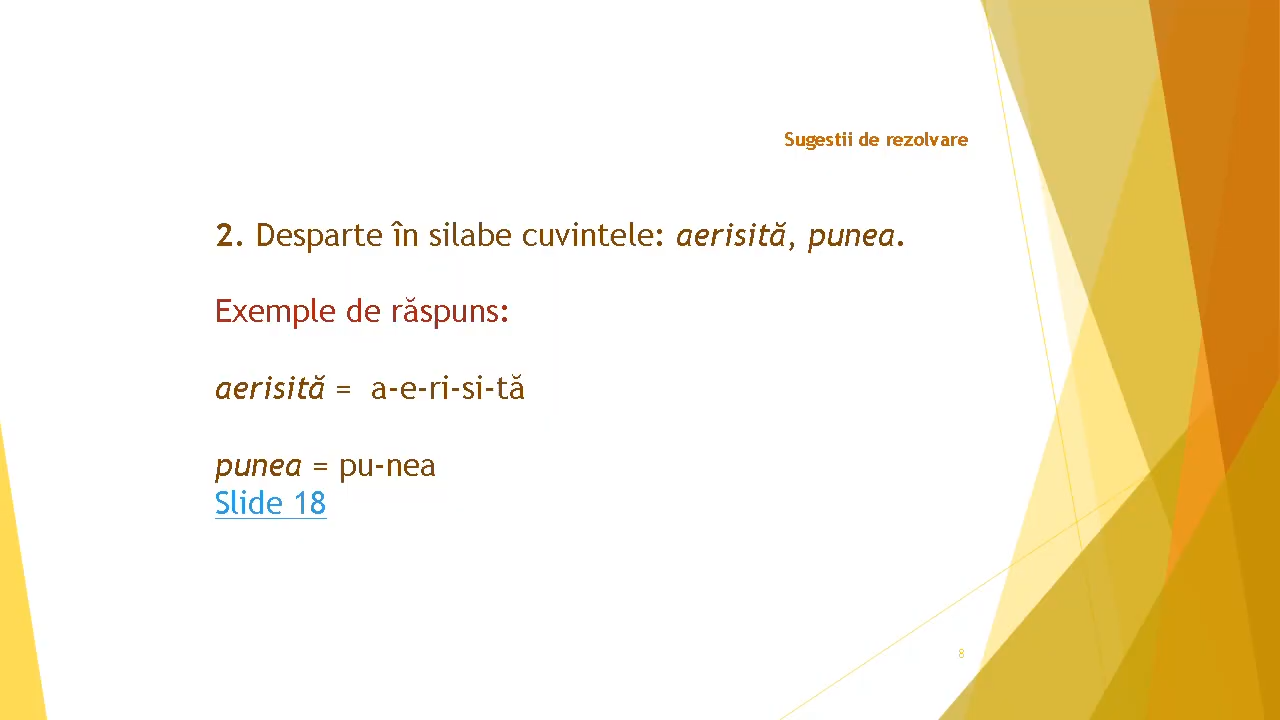 Sugestii de rezolvare
2. Desparte în silabe cuvintele: aerisită, punea.
Exemple de răspuns:
aerisită = a-e-ri-si-tă
punea = pu-nea
Slide 18
8